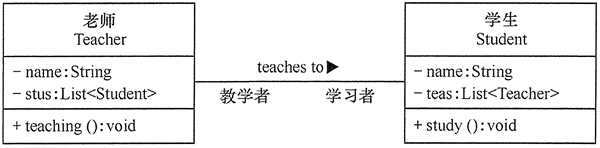 老师
Teacher
- name:String
- stus:List<Student>
+ teaching ():void
teaches to▶
教学者
学习者
学生
Student
- name:String
- teas:List<Teacher>
+ study ():void